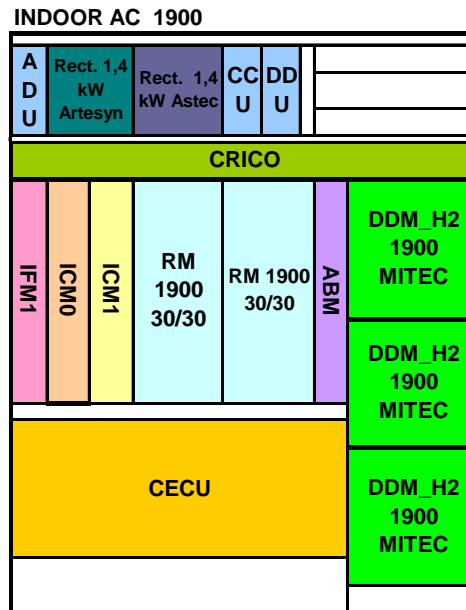 INDOOR AC 1900
A
D
U
Rect. 1,4
kW
Artesyn
Rect. 1,4
kW Astec
CC
U
DD
U
CRICO
IFM1
ICM0
ICM1
RM
1900
30/30
RM 1900
30/30
ABM
DDM_H2
1900
MITEC
DDM_H2
1900
MITEC
CECU
DDM_H2
1900
MITEC